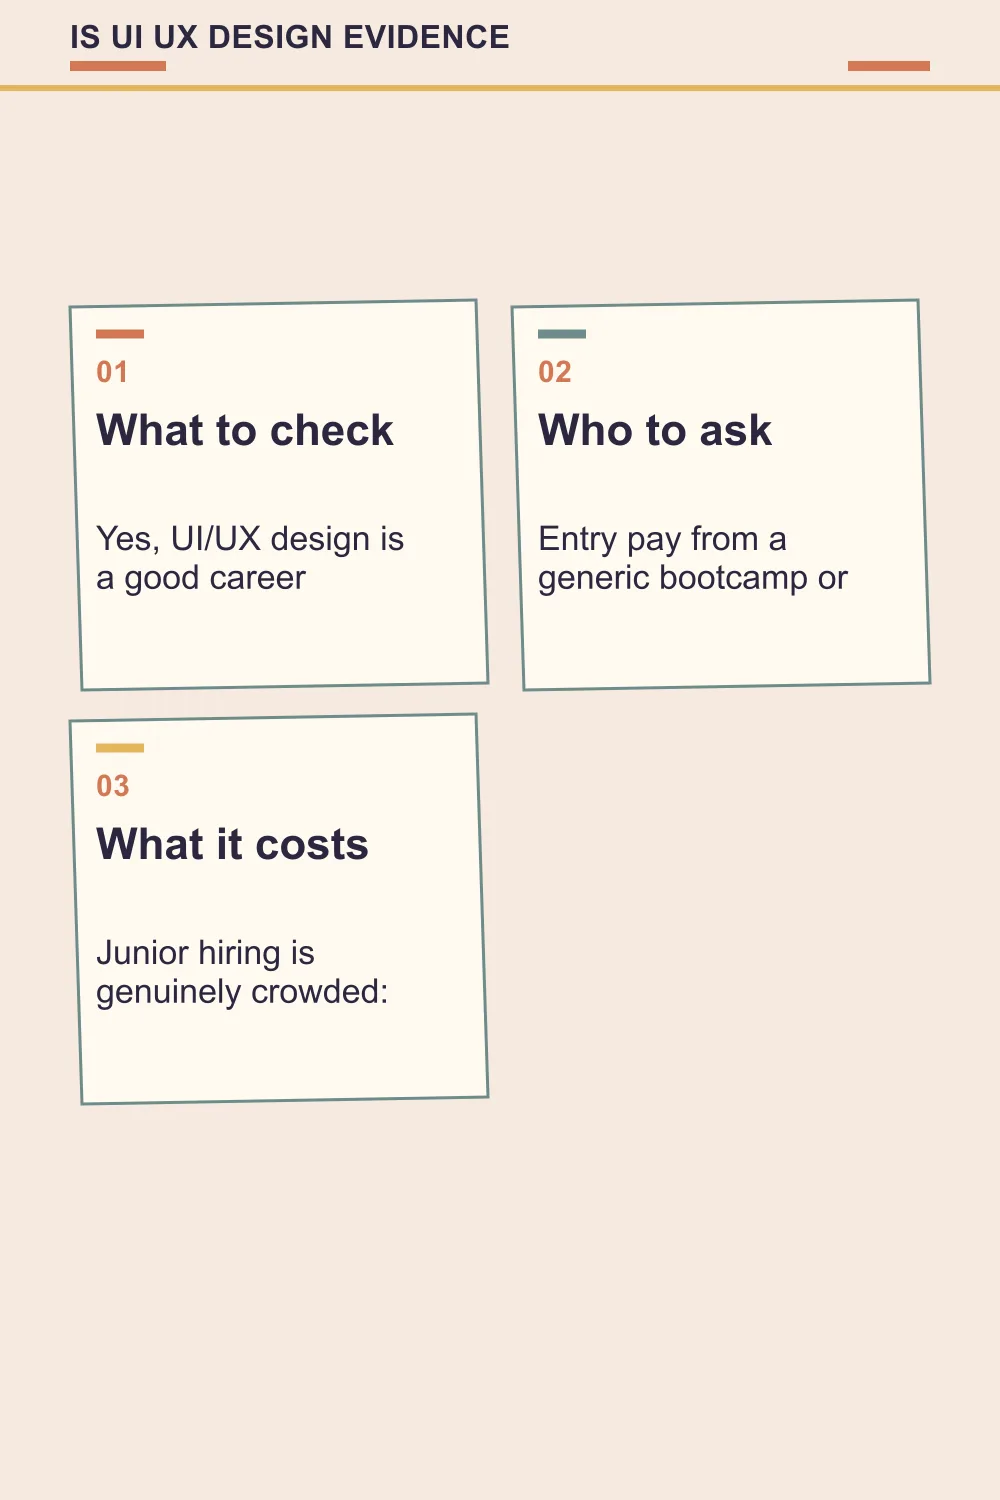 IS UI UX DESIGN EVIDENCE
01
What to check
Yes, UI/UX design is
a good career
02
Who to ask
Entry pay from a
generic bootcamp or
03
What it costs
Junior hiring is
genuinely crowded: